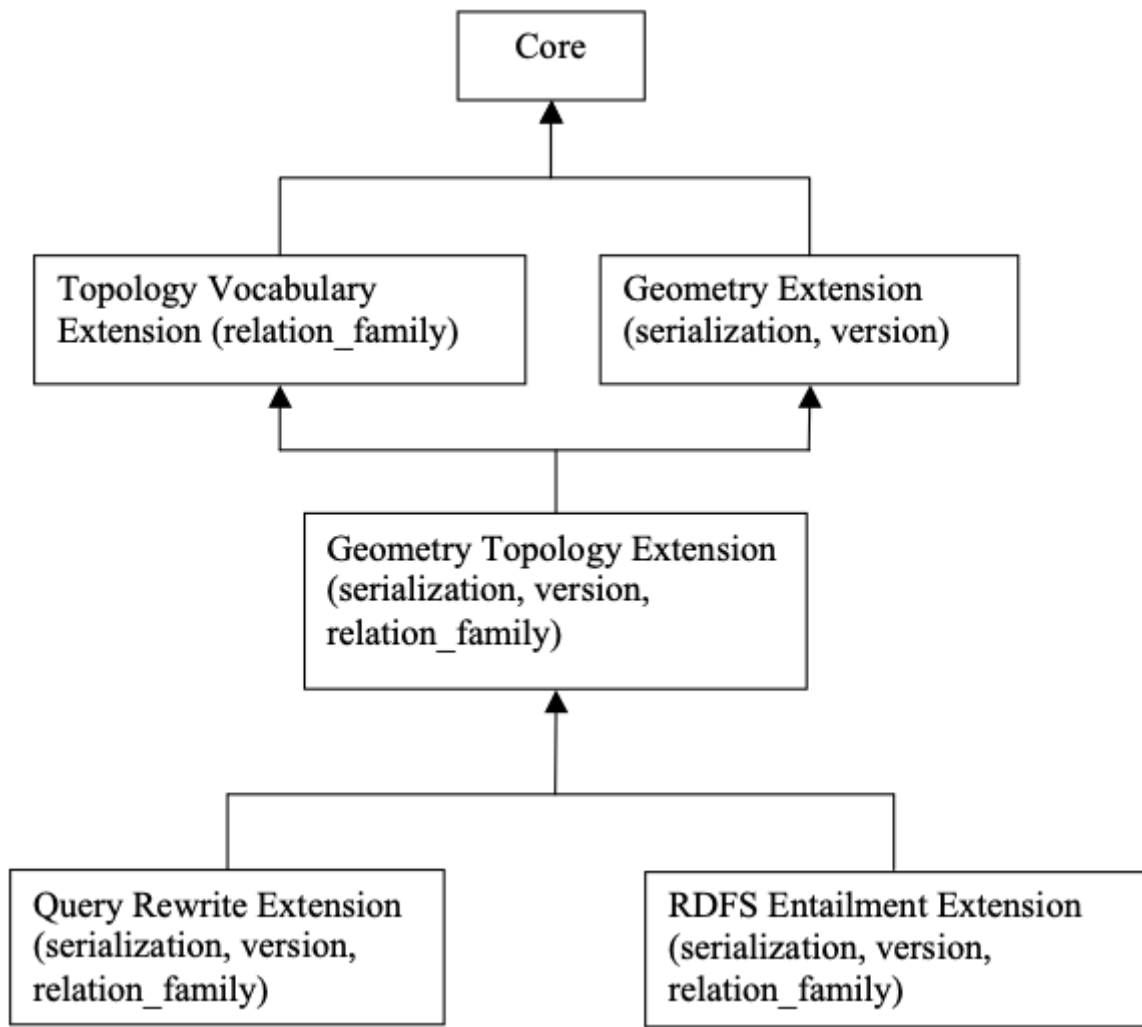 Core
Topology Vocabulary
Extension (relation_family)
Geometry Extension
(serialization, version)
Geometry Topology Extension
(serialization, version,
relation_family)
Query Rewrite Extension
(serialization, version,
relation_family)
RDFS Entailment Extension
(serialization, version,
relation_family)